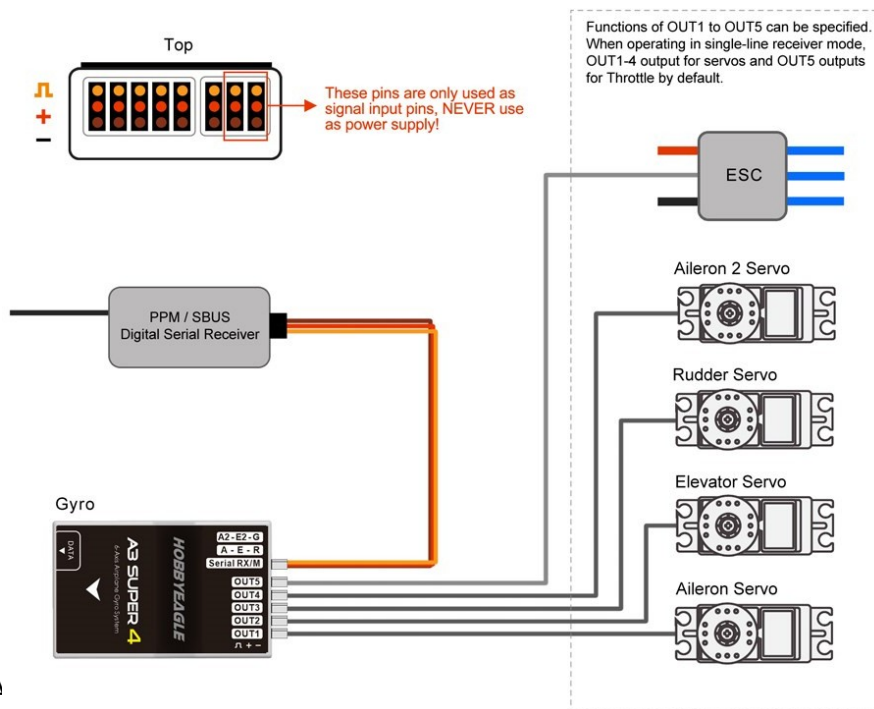 Functions of OUT1 to OUT5 can be specified.
When operating in single-line receiver mode,
OUT1-4 output for servos and OUT5 outputs
for Throttle by default.
Top
These pins are only used as
signal input pins, NEVER use
as power supply!
+
−
ESC
Aileron 2 Servo
PPM / SBUS
Digital Serial Receiver
Rudder Servo
Elevator Servo
Gyro
DATA
A3 SUPER 4
6-Axis Airplane Gyro System
HOBBYEAGLE
A2-E2-G
A-E-R
Serial RX/M
OUT5
OUT4
OUT3
OUT2
OUT1
+ −
Aileron Servo